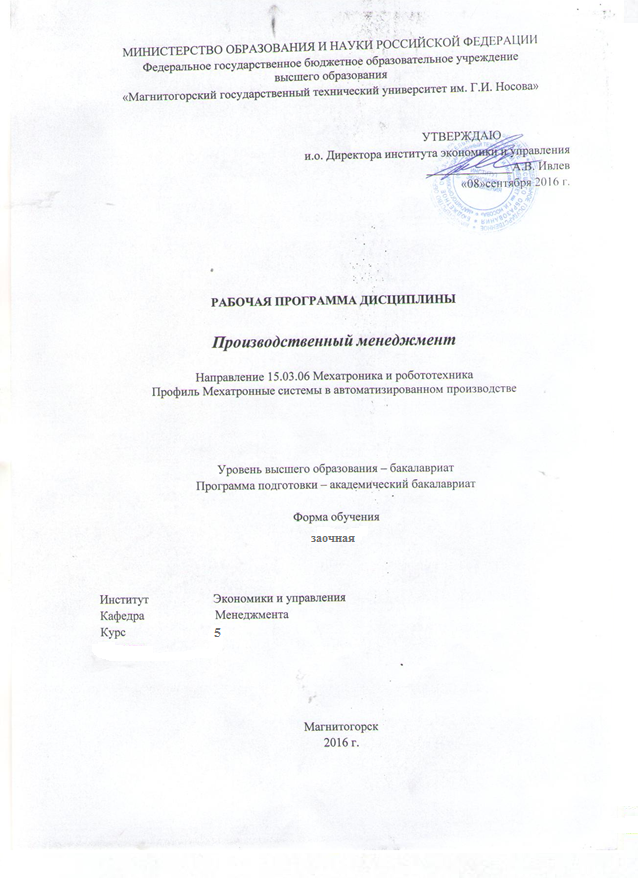 МИНИСТЕРСТВО ОБРАЗОВАНИЯ И НАУКИ РОССИЙСКОЙ ФЕДЕРАЦИИ
Федеральное государственное бюджетное образовательное учреждение
высшего образования
«Магнитогорский государственный технический университет им. Г.И. Носова»
УТВЕРЖДАЮ
и.о. Директора института экономики и управления
А.В. Ивлев
«08»сентября 2016 г.
РАБОЧАЯ ПРОГРАММА ДИСЦИПЛИНЫ
Производственный менеджмент
Направление 15.03.06 Мехатроника и робототехника
Профиль Мехатронные системы в автоматизированном производстве
Уровень высшего образования – бакалавриат
Программа подготовки – академический бакалавриат
Форма обучения
заочная
Институт Экономики и управления
Кафедра Менеджмента
Курс 5
Магнитогорск
2016 г.